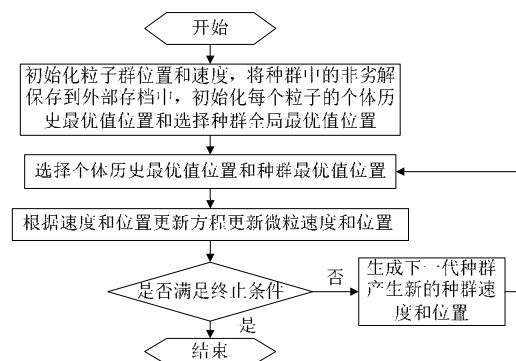 开始
初始化粒子群位置和速度，将种群中的非劣解
保存到外部存档中，初始化每个粒子的个体历
史最优值位置和选择种群全局最优值位置
选择个体历史最优值位置和种群最优值位置
根据速度和位置更新方程更新微粒速度和位置
是否满足终止条件
否
生成下一代种群
产生新的种群速
度和位置
是
结束